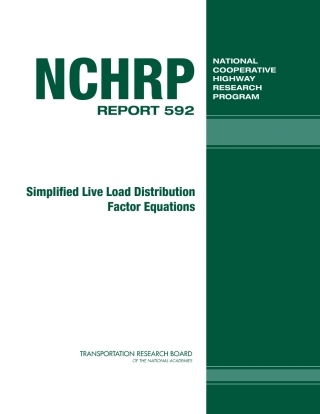 NCHRP
REPORT 592
NATIONAL
COOPERATIVE
HIGHWAY
RESEARCH
PROGRAM
Simplified Live Load Distribution
Factor Equations
TRANSPORTATION RESEARCH BOARD
OF THE NATIONAL ACADEMIES